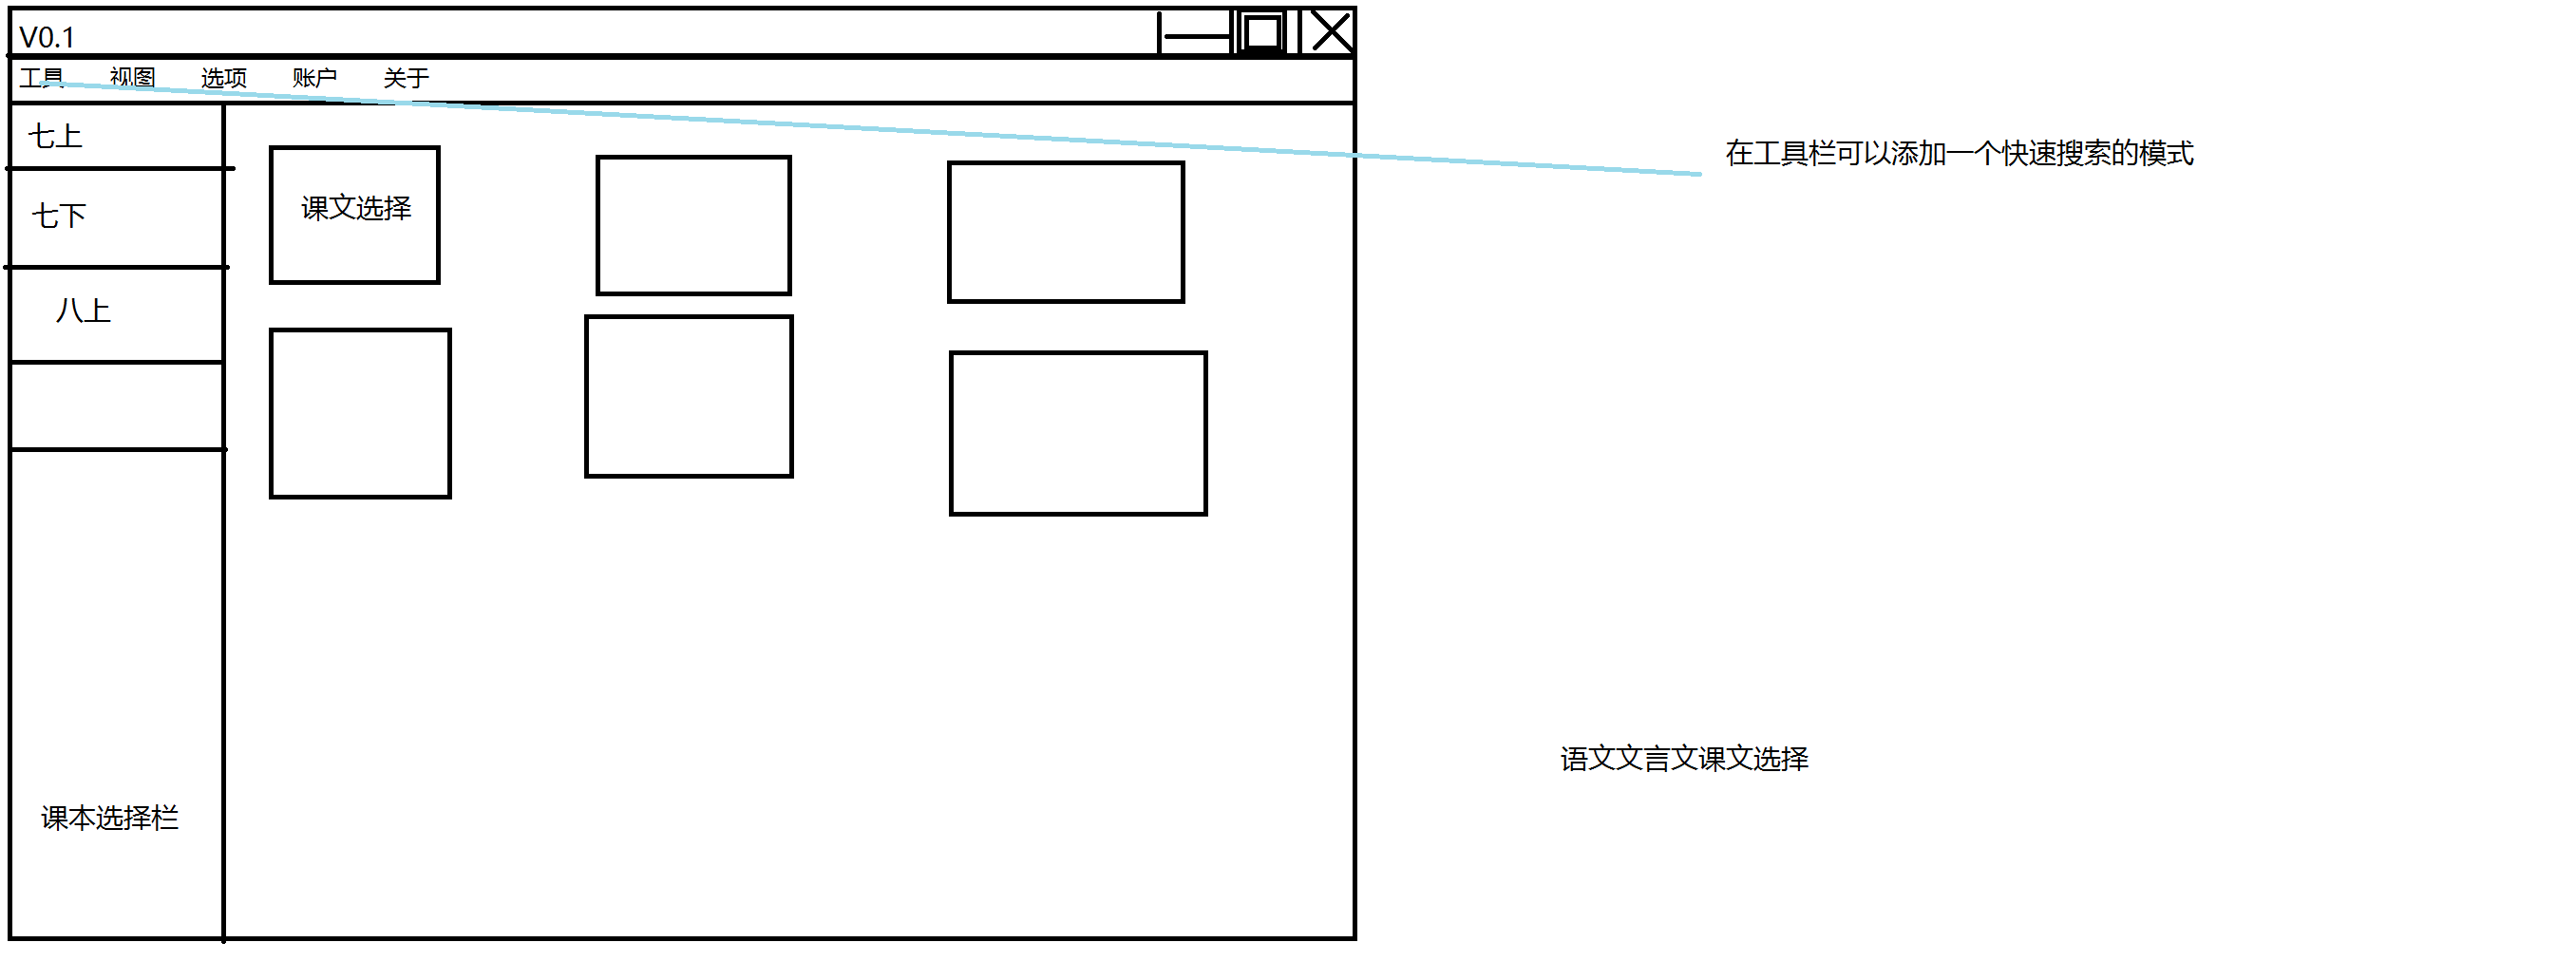 V0.1
工具 视图 选项 账户 关于
七上
在工具栏可以添加一个快速搜索的模式
课文选择
七下
八上
语文文言文课文选择
课本选择栏